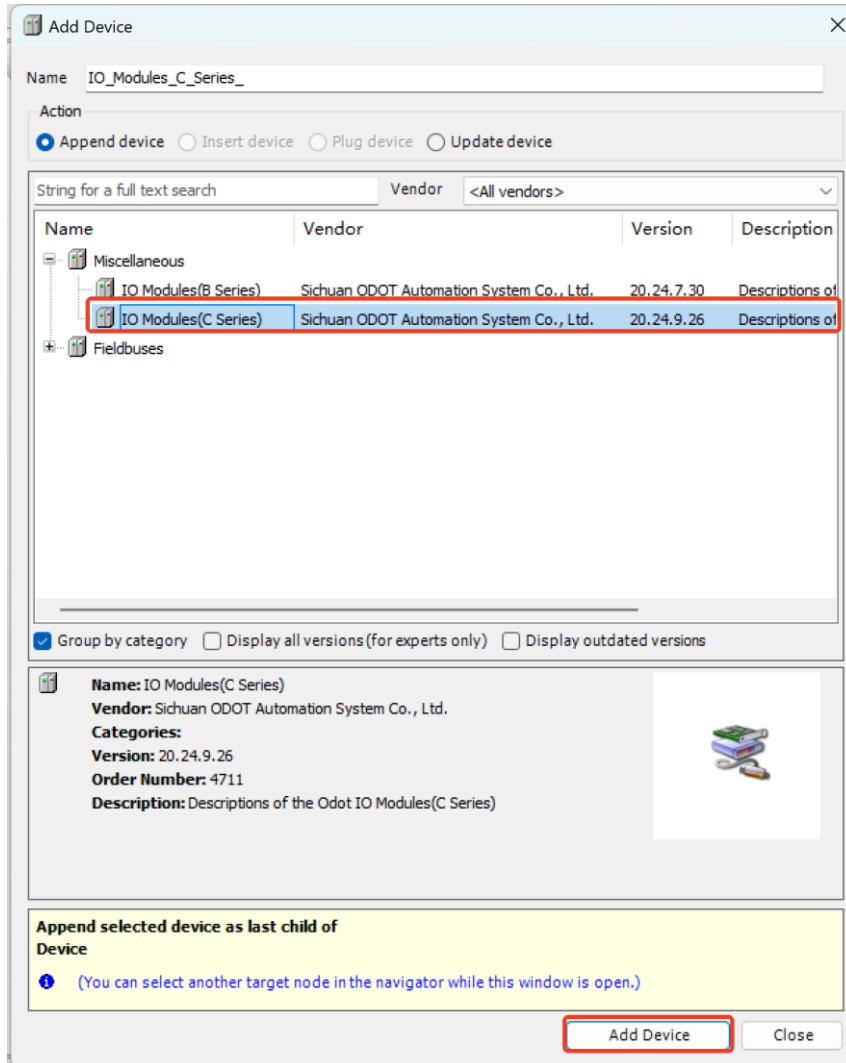 Add Device
Name IO_Modules_C_Series_
Action
Append device Insert device Plug device Update device
String for a full text search Vendor <All vendors>
Name Vendor Version Description
Miscellaneous
IO Modules(B Series) Sichuan ODOT Automation System Co., Ltd. 20.24.7.30 Descriptions of
IO Modules(C Series) Sichuan ODOT Automation System Co., Ltd. 20.24.9.26 Descriptions of
Fieldbuses
Group by category Display all versions(for experts only) Display outdated versions
Name: IO Modules(C Series)
Vendor: Sichuan ODOT Automation System Co., Ltd.
Categories:
Version: 20.24.9.26
Order Number: 4711
Description: Descriptions of the Odot IO Modules(C Series)
Append selected device as last child of
Device
(You can select another target node in the navigator while this window is open.)
Add Device Close